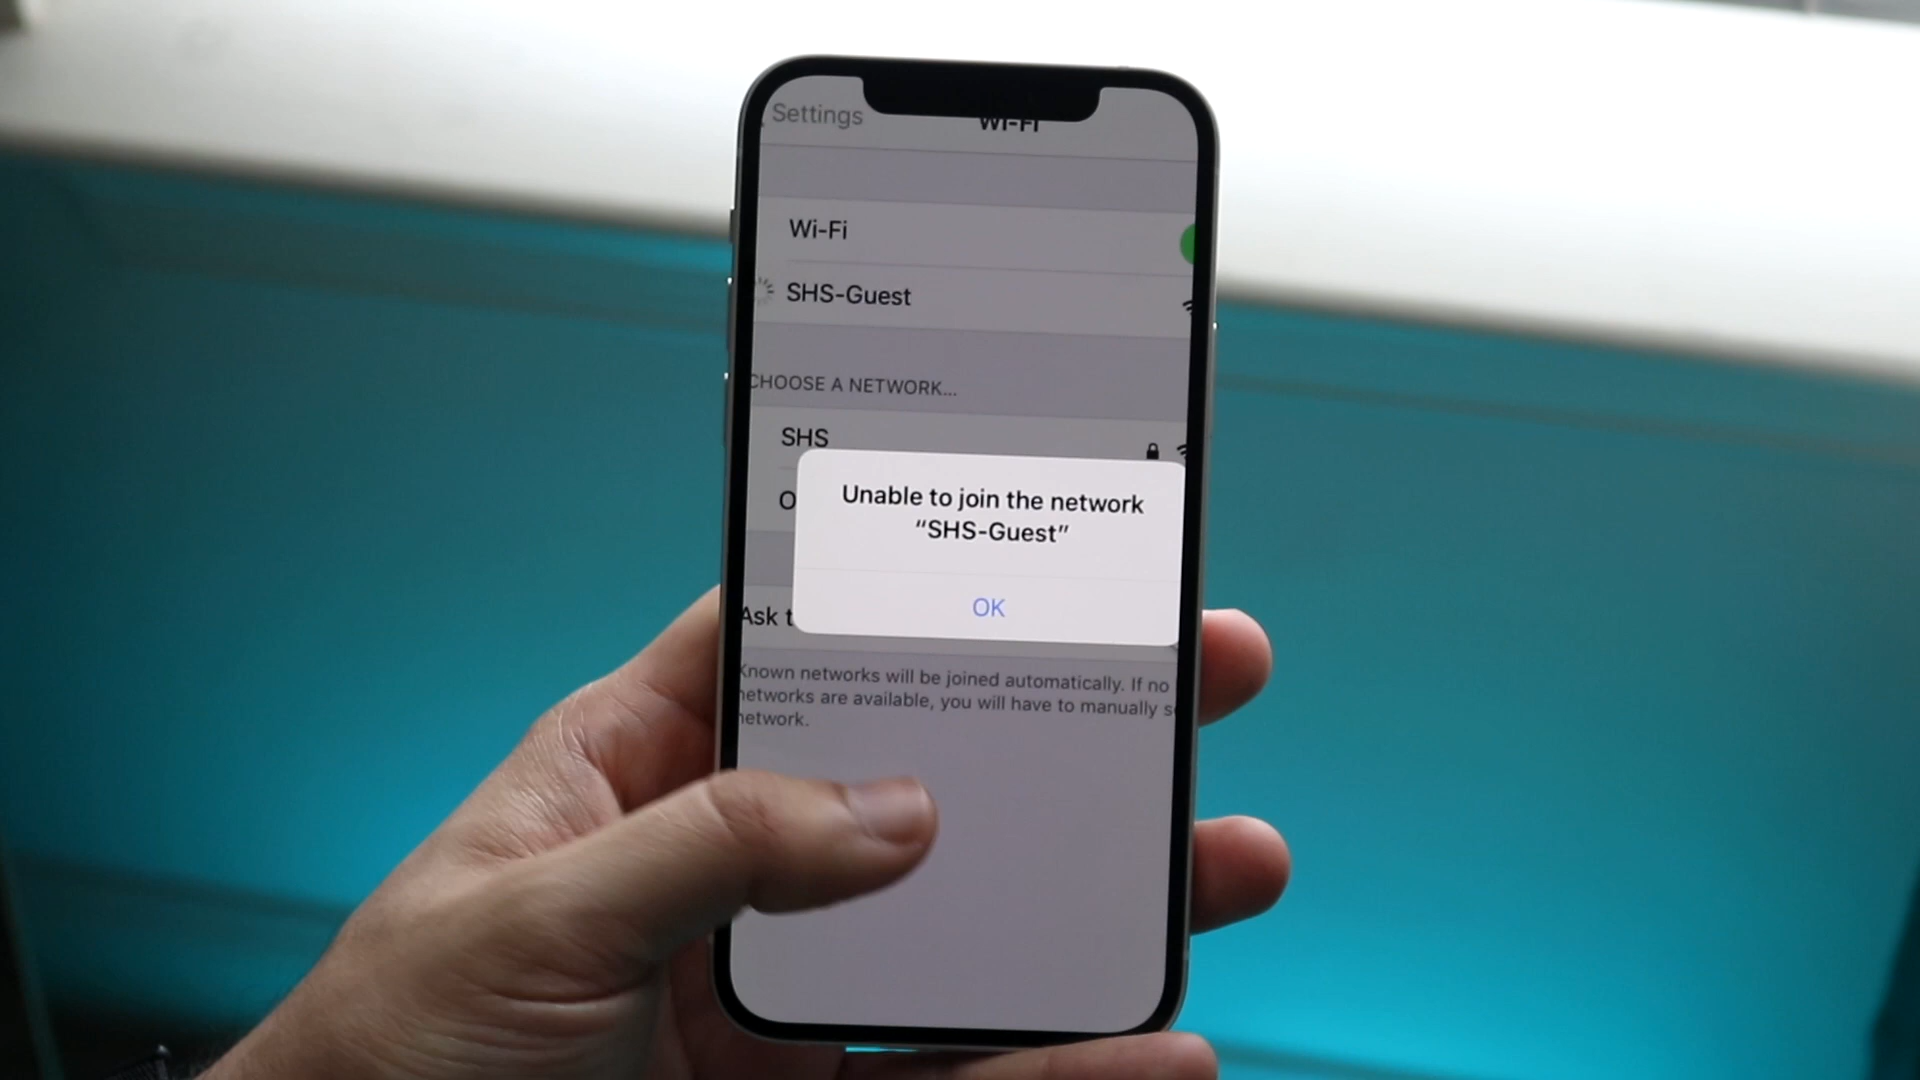 Settings
Wi-Fi
Wi-Fi
SHS-Guest
CHOOSE A NETWORK...
SHS
O
Unable to join the network
“SHS-Guest”
OK
Ask t
Known networks will be joined automatically. If no
networks are available, you will have to manually s
network.